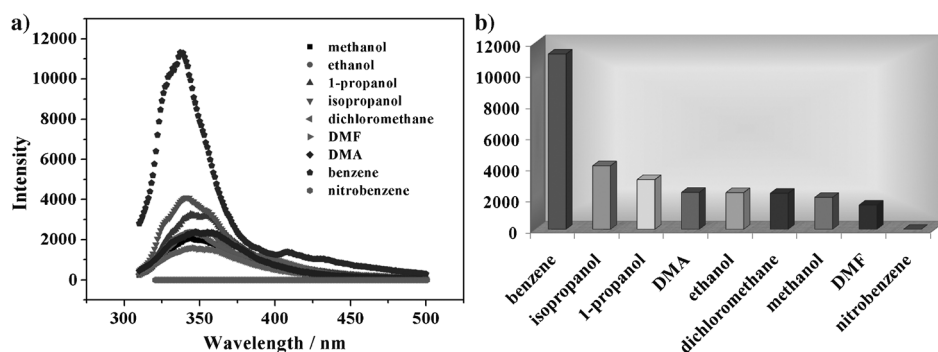 a)
12000
10000
8000
6000
4000
2000
0
Intensity
300
350
400
450
500
Wavelength / nm
methanol
ethanol
1-propanol
isopropanol
dichloromethane
DMF
DMA
benzene
nitrobenzene
b)
12000
10000
8000
6000
4000
2000
0
benzene
isopropanol
1-propanol
DMA
ethanol
dichloromethane
methanol
DMF
nitrobenzene